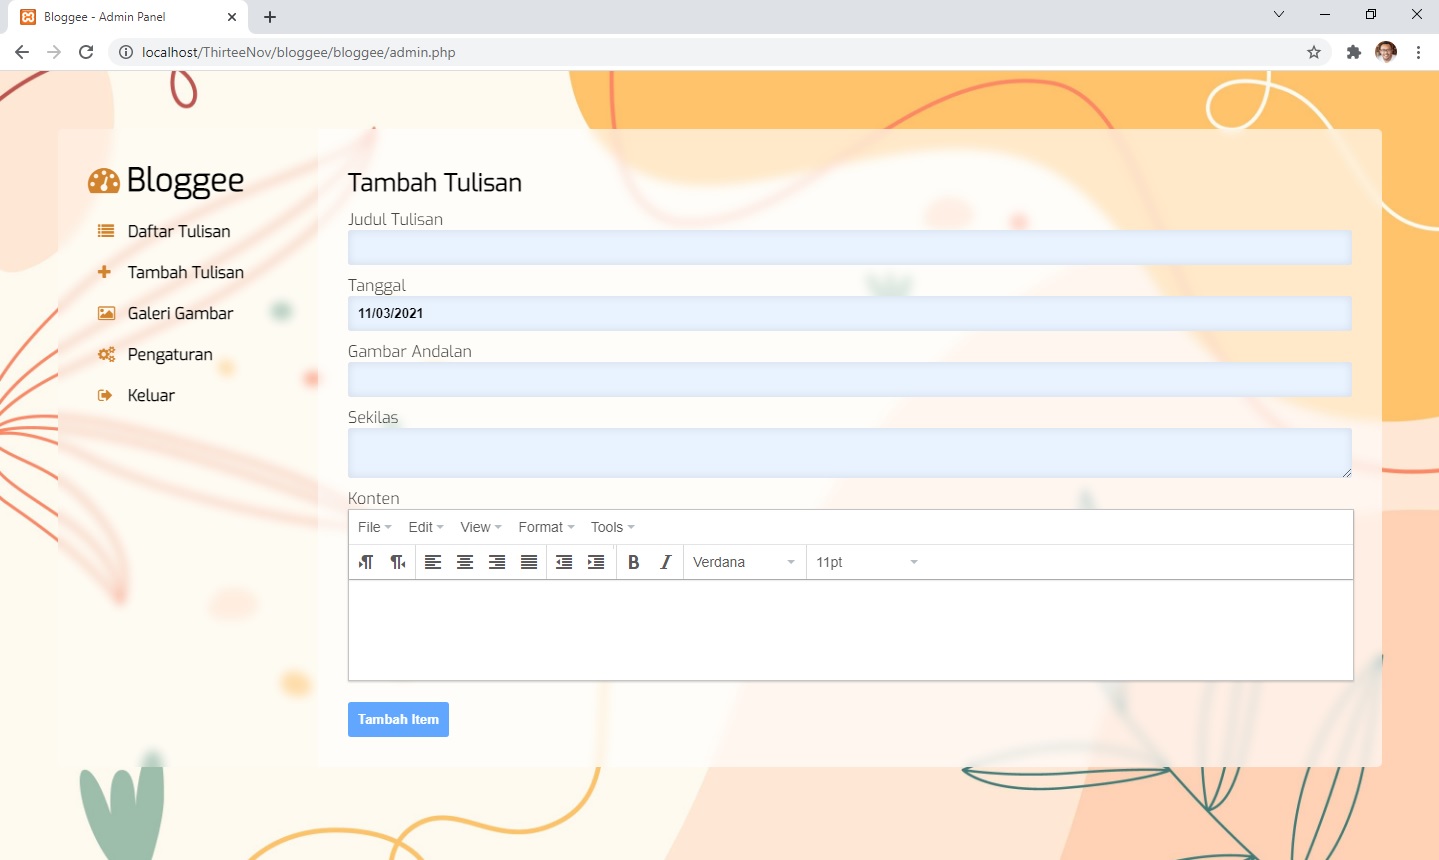 Bloggee - Admin Panel
localhost/ThirteeNov/bloggee/bloggee/admin.php
Bloggee
Daftar Tulisan
Tambah Tulisan
Galeri Gambar
Pengaturan
Keluar
Tambah Tulisan
Judul Tulisan
Tanggal
11/03/2021
Gambar Andalan
Sekilas
Konten
File Edit View Format Tools
B I Verdana 11pt
Tambah Item